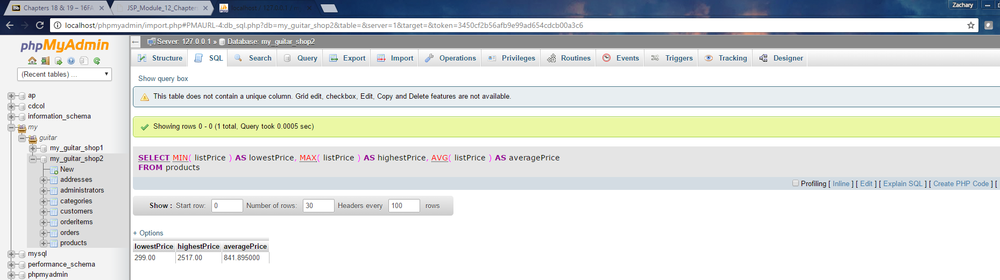 Chapters 18 & 19 – 16FA
JSP_Module_12_Chapters
localhost / 127.0.0.1 / m
Zachary
localhost/phpmyadmin/import.php#PMAURL-4:db_sql.php?db=my_guitar_shop2&table=&server=1&target=&token=3450cf2b56afb9e99ad654cdcb00a3c6
phpMyAdmin
(Recent tables) ...
ap
cdcol
information_schema
my
guitar
my_guitar_shop1
my_guitar_shop2
New
addresses
administrators
categories
customers
orderitems
orders
products
mysql
performance_schema
phpmyadmin
Server: 127.0.0.1 » Database: my_guitar_shop2
Structure SQL Search Query Export Import Operations Privileges Routines Events Triggers Tracking Designer
Show query box
This table does not contain a unique column. Grid edit, checkbox, Edit, Copy and Delete features are not available.
Showing rows 0 - 0 (1 total, Query took 0.0005 sec)
SELECT MIN( listPrice ) AS lowestPrice, MAX( listPrice ) AS highestPrice, AVG( listPrice ) AS averagePrice
FROM products
Profiling [ Inline ] [ Edit ] [ Explain SQL ] [ Create PHP Code ] [
Show : Start row: 0 Number of rows: 30 Headers every 100 rows
+ Options
lowestPrice highestPrice averagePrice
299.00 2517.00 841.895000